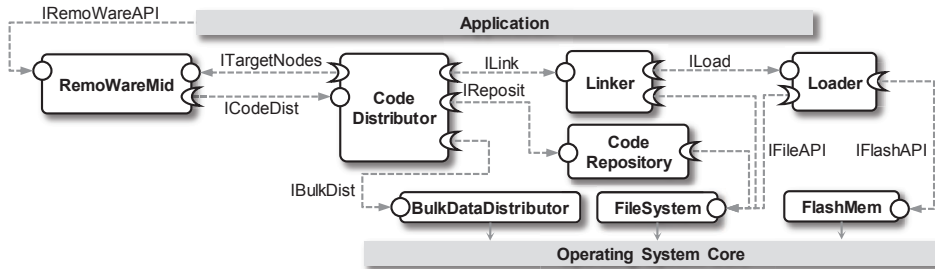 IRemoWareAPI
Application
ITargetNodes
ILink
ILoad
RemoWareMid
Code
Distributor
Linker
Loader
ICodeDist
IReposit
Code
Repository
IFileAPI
IFlashAPI
IBulkDist
BulkDataDistributor
FileSystem
FlashMem
Operating System Core